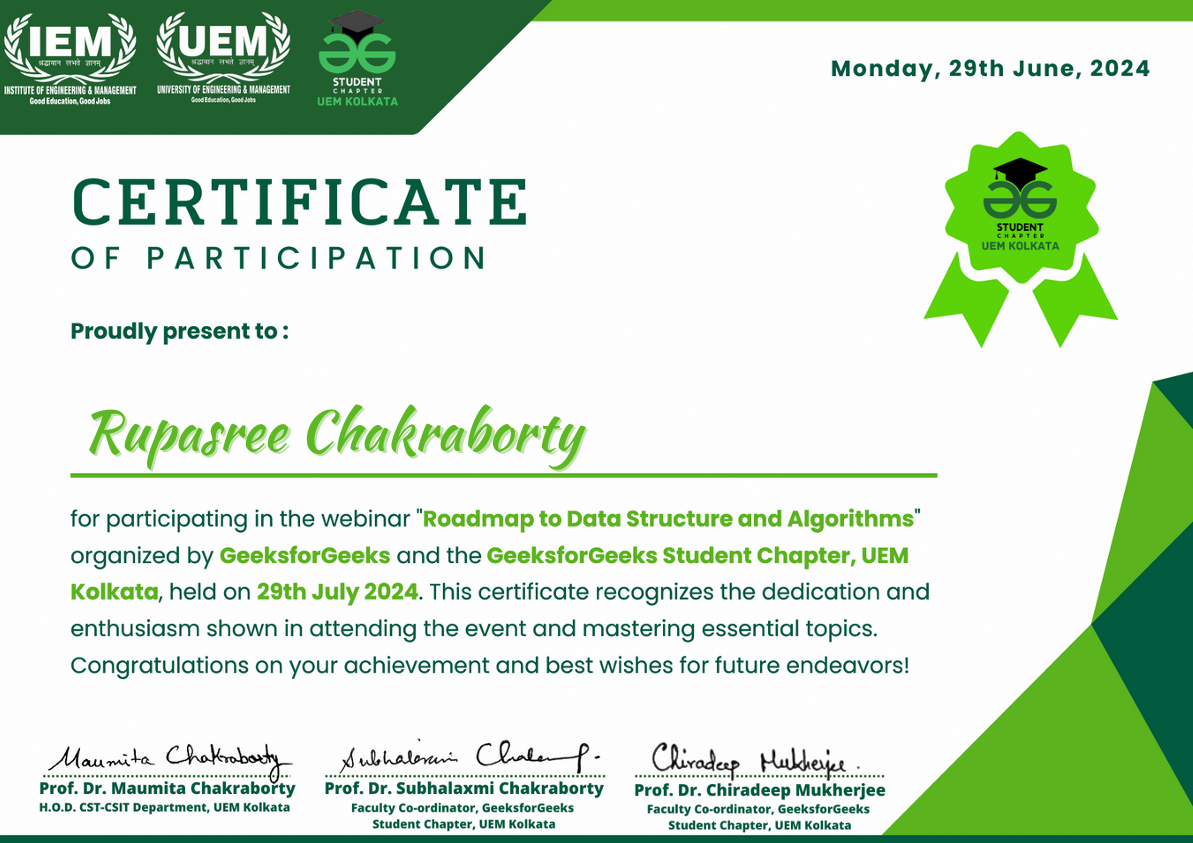 IEM
श्रद्धावान लभते ज्ञानम्
INSTITUTE OF ENGINEERING & MANAGEMENT
Good Education, Good Jobs
UEM
श्रद्धावान लभते ज्ञानम्
UNIVERSITY OF ENGINEERING & MANAGEMENT
Good Education, Good Jobs
STUDENT
CHAPTER
UEM KOLKATA
Monday, 29th June, 2024
STUDENT
CHAPTER
UEM KOLKATA
CERTIFICATE
OF PARTICIPATION
Proudly present to :
Rupasree Chakraborty
for participating in the webinar "Roadmap to Data Structure and Algorithms"
organized by GeeksforGeeks and the GeeksforGeeks Student Chapter, UEM
Kolkata, held on 29th July 2024. This certificate recognizes the dedication and
enthusiasm shown in attending the event and mastering essential topics.
Congratulations on your achievement and best wishes for future endeavors!
Maumita Chakraborty
Prof. Dr. Maumita Chakraborty
H.O.D. CST-CSIT Department, UEM Kolkata
Prof. Dr. Subhalaxmi Chakraborty
Faculty Co-ordinator, GeeksforGeeks
Student Chapter, UEM Kolkata
Chiradeep Mukherjee.
Prof. Dr. Chiradeep Mukherjee
Faculty Co-ordinator, GeeksforGeeks
Student Chapter, UEM Kolkata